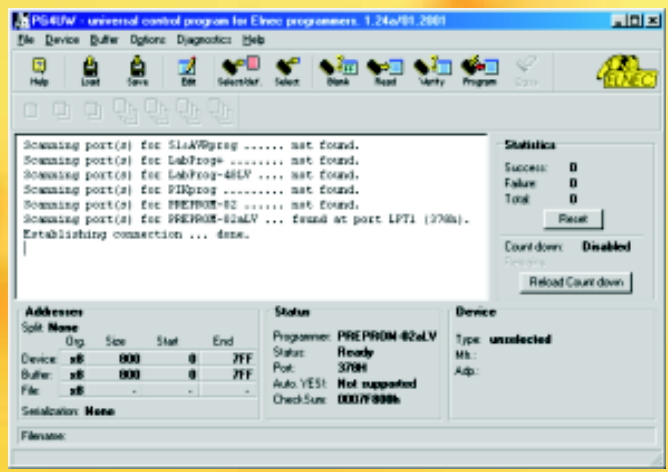 PG4UW - universal control program for Elnec programmers. 1.24a/01.2001
File Device Buffer Options Diagnostics Help
Help Load Save Edit Select/def. Select Blank Read Verify Program
ELNEC
Scanning port(s) for LabProg+ ........ not found.
Scanning port(s) for LabProg-48LV .... not found.
Scanning port(s) for PIKprog ......... not found.
Scanning port(s) for PREPROM-02 ...... not found.
Scanning port(s) for PREPROM-02aLV ... found at port LPT1 (378h).
Establishing connection ... done.
Statistics
Success: 0
Failure: 0
Total: 0
Reset
Count down: Disabled
Reload Count down
Addresses
Split: None
Org. Size Start End
Device: x8 800 0 7FF
Buffer: x8 800 0 7FF
File: x8 - - -
Serialization: None
Status
Programmer: PREPROM-02aLV
Status: Ready
Port: 378H
Auto. YES!: Not supported
CheckSum: 0007F800h
Device
Type: unselected
Mfr.:
Adp.:
Filename: